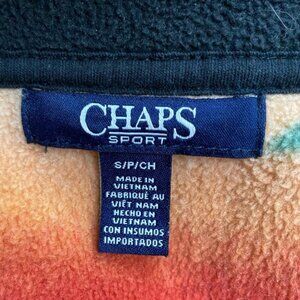 CHAPS
SPORT
S/P/CH
MADE IN
VIETNAM
FABRIQUÉ AU
VIÊT NAM
HECHO EN
VIETNAM
CON INSUMOS
IMPORTADOS